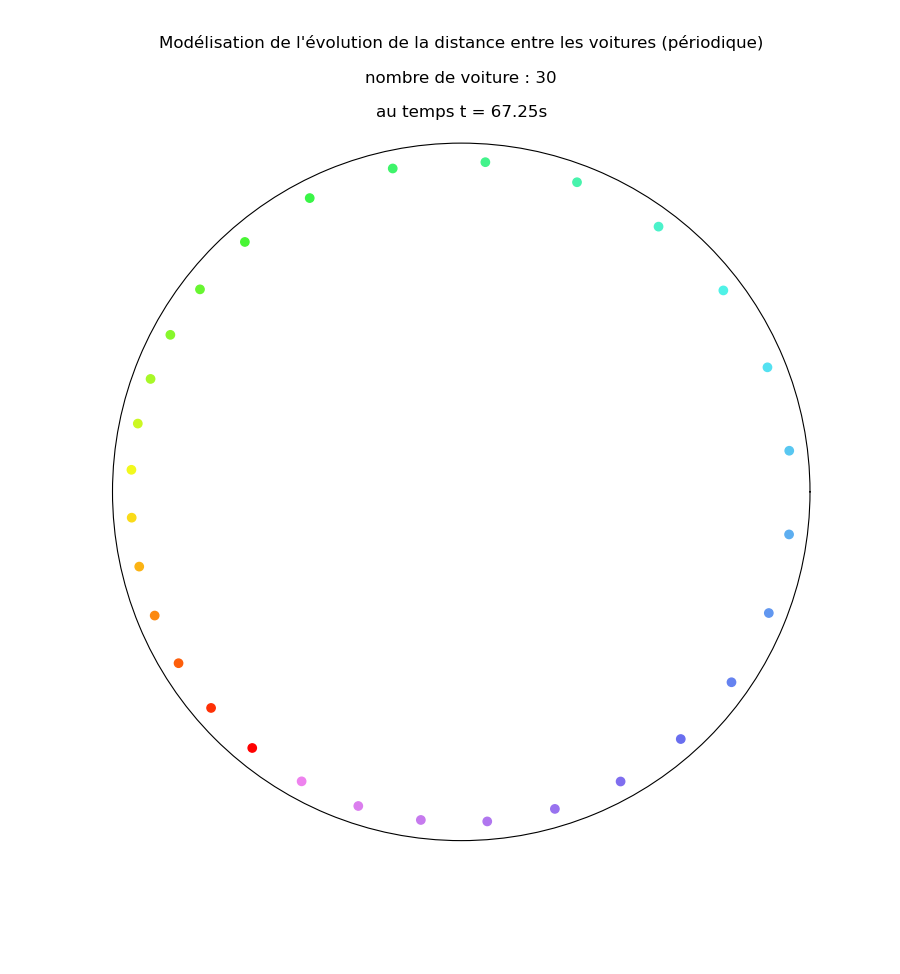 Modélisation de l'évolution de la distance entre les voitures (périodique)
nombre de voiture : 30
au temps t = 67.25s